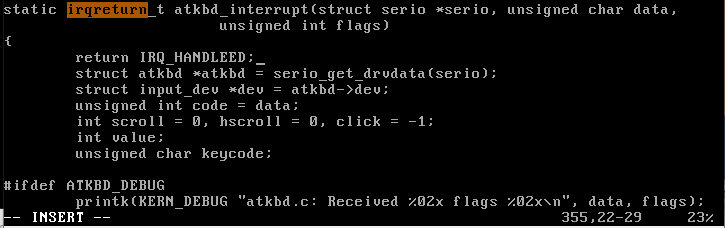 static irqreturn_t atkbd_interrupt(struct serio *serio, unsigned char data,
unsigned int flags)
{
return IRQ_HANDLEED;_
struct atkbd *atkbd = serio_get_drvdata(serio);
struct input_dev *dev = atkbd->dev;
unsigned int code = data;
int scroll = 0, hscroll = 0, click = -1;
int value;
unsigned char keycode;

#ifdef ATKBD_DEBUG
printk(KERN_DEBUG "atkbd.c: Received %02x flags %02x\n", data, flags);
-- INSERT -- 355,22-29 23%